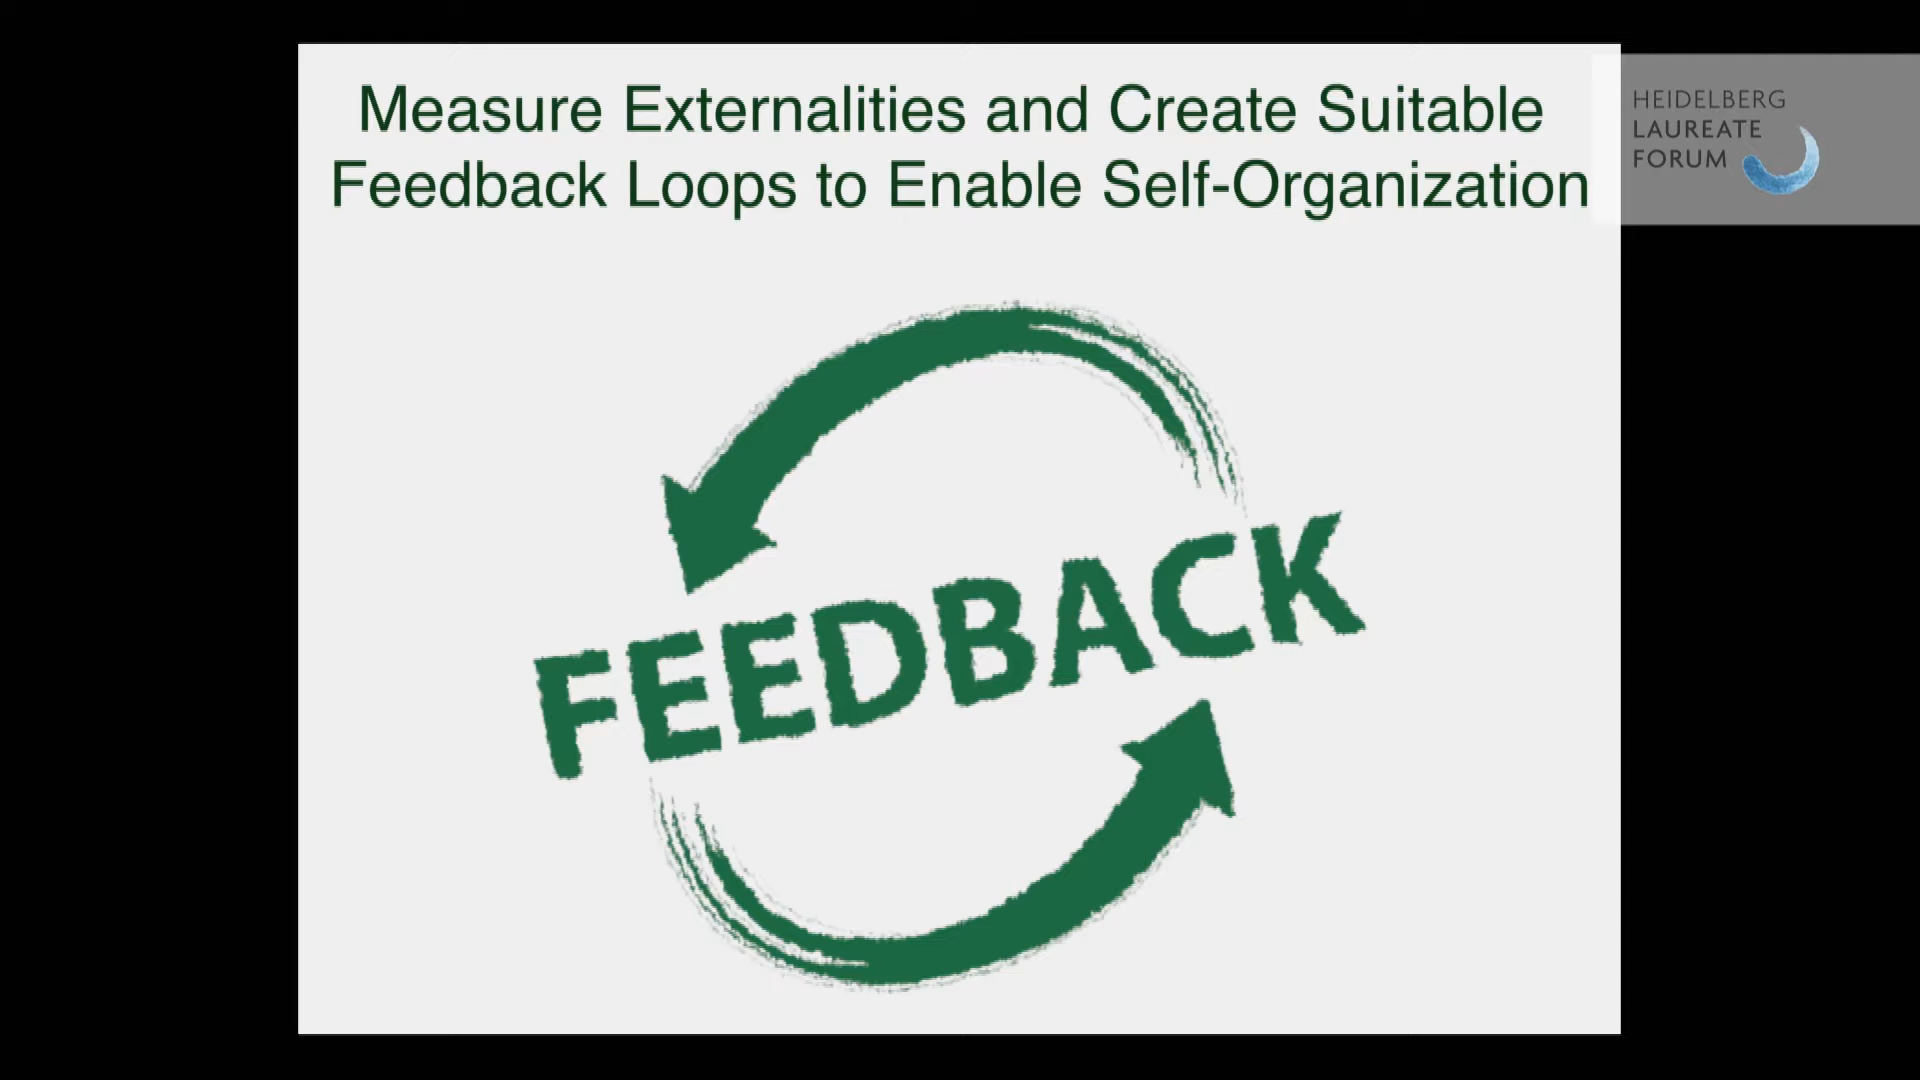 Measure Externalities and Create Suitable
Feedback Loops to Enable Self-Organization
HEIDELBERG
LAUREATE
FORUM
FEEDBACK